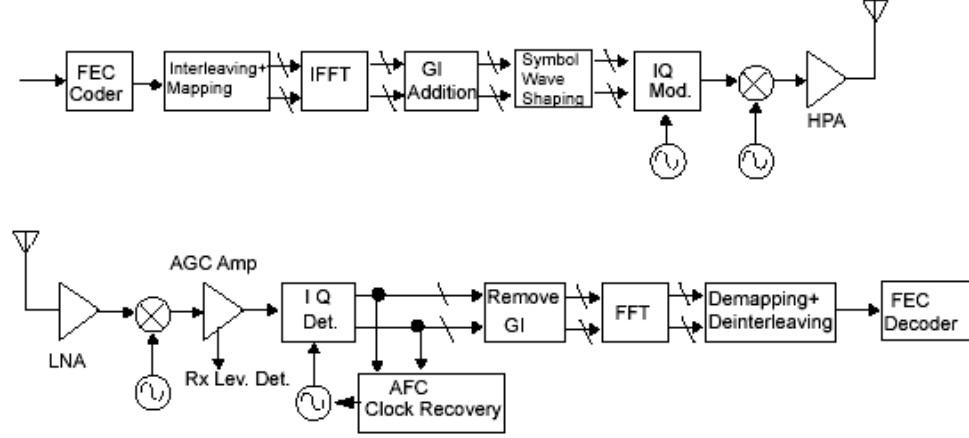 FEC
Coder
Interleaving+
Mapping
IFFT
GI
Addition
Symbol
Wave
Shaping
IQ
Mod.
HPA
AGC Amp
LNA
Rx Lev. Det.
I Q
Det.
AFC
Clock Recovery
Remove
GI
FFT
Demapping+
Deinterleaving
FEC
Decoder